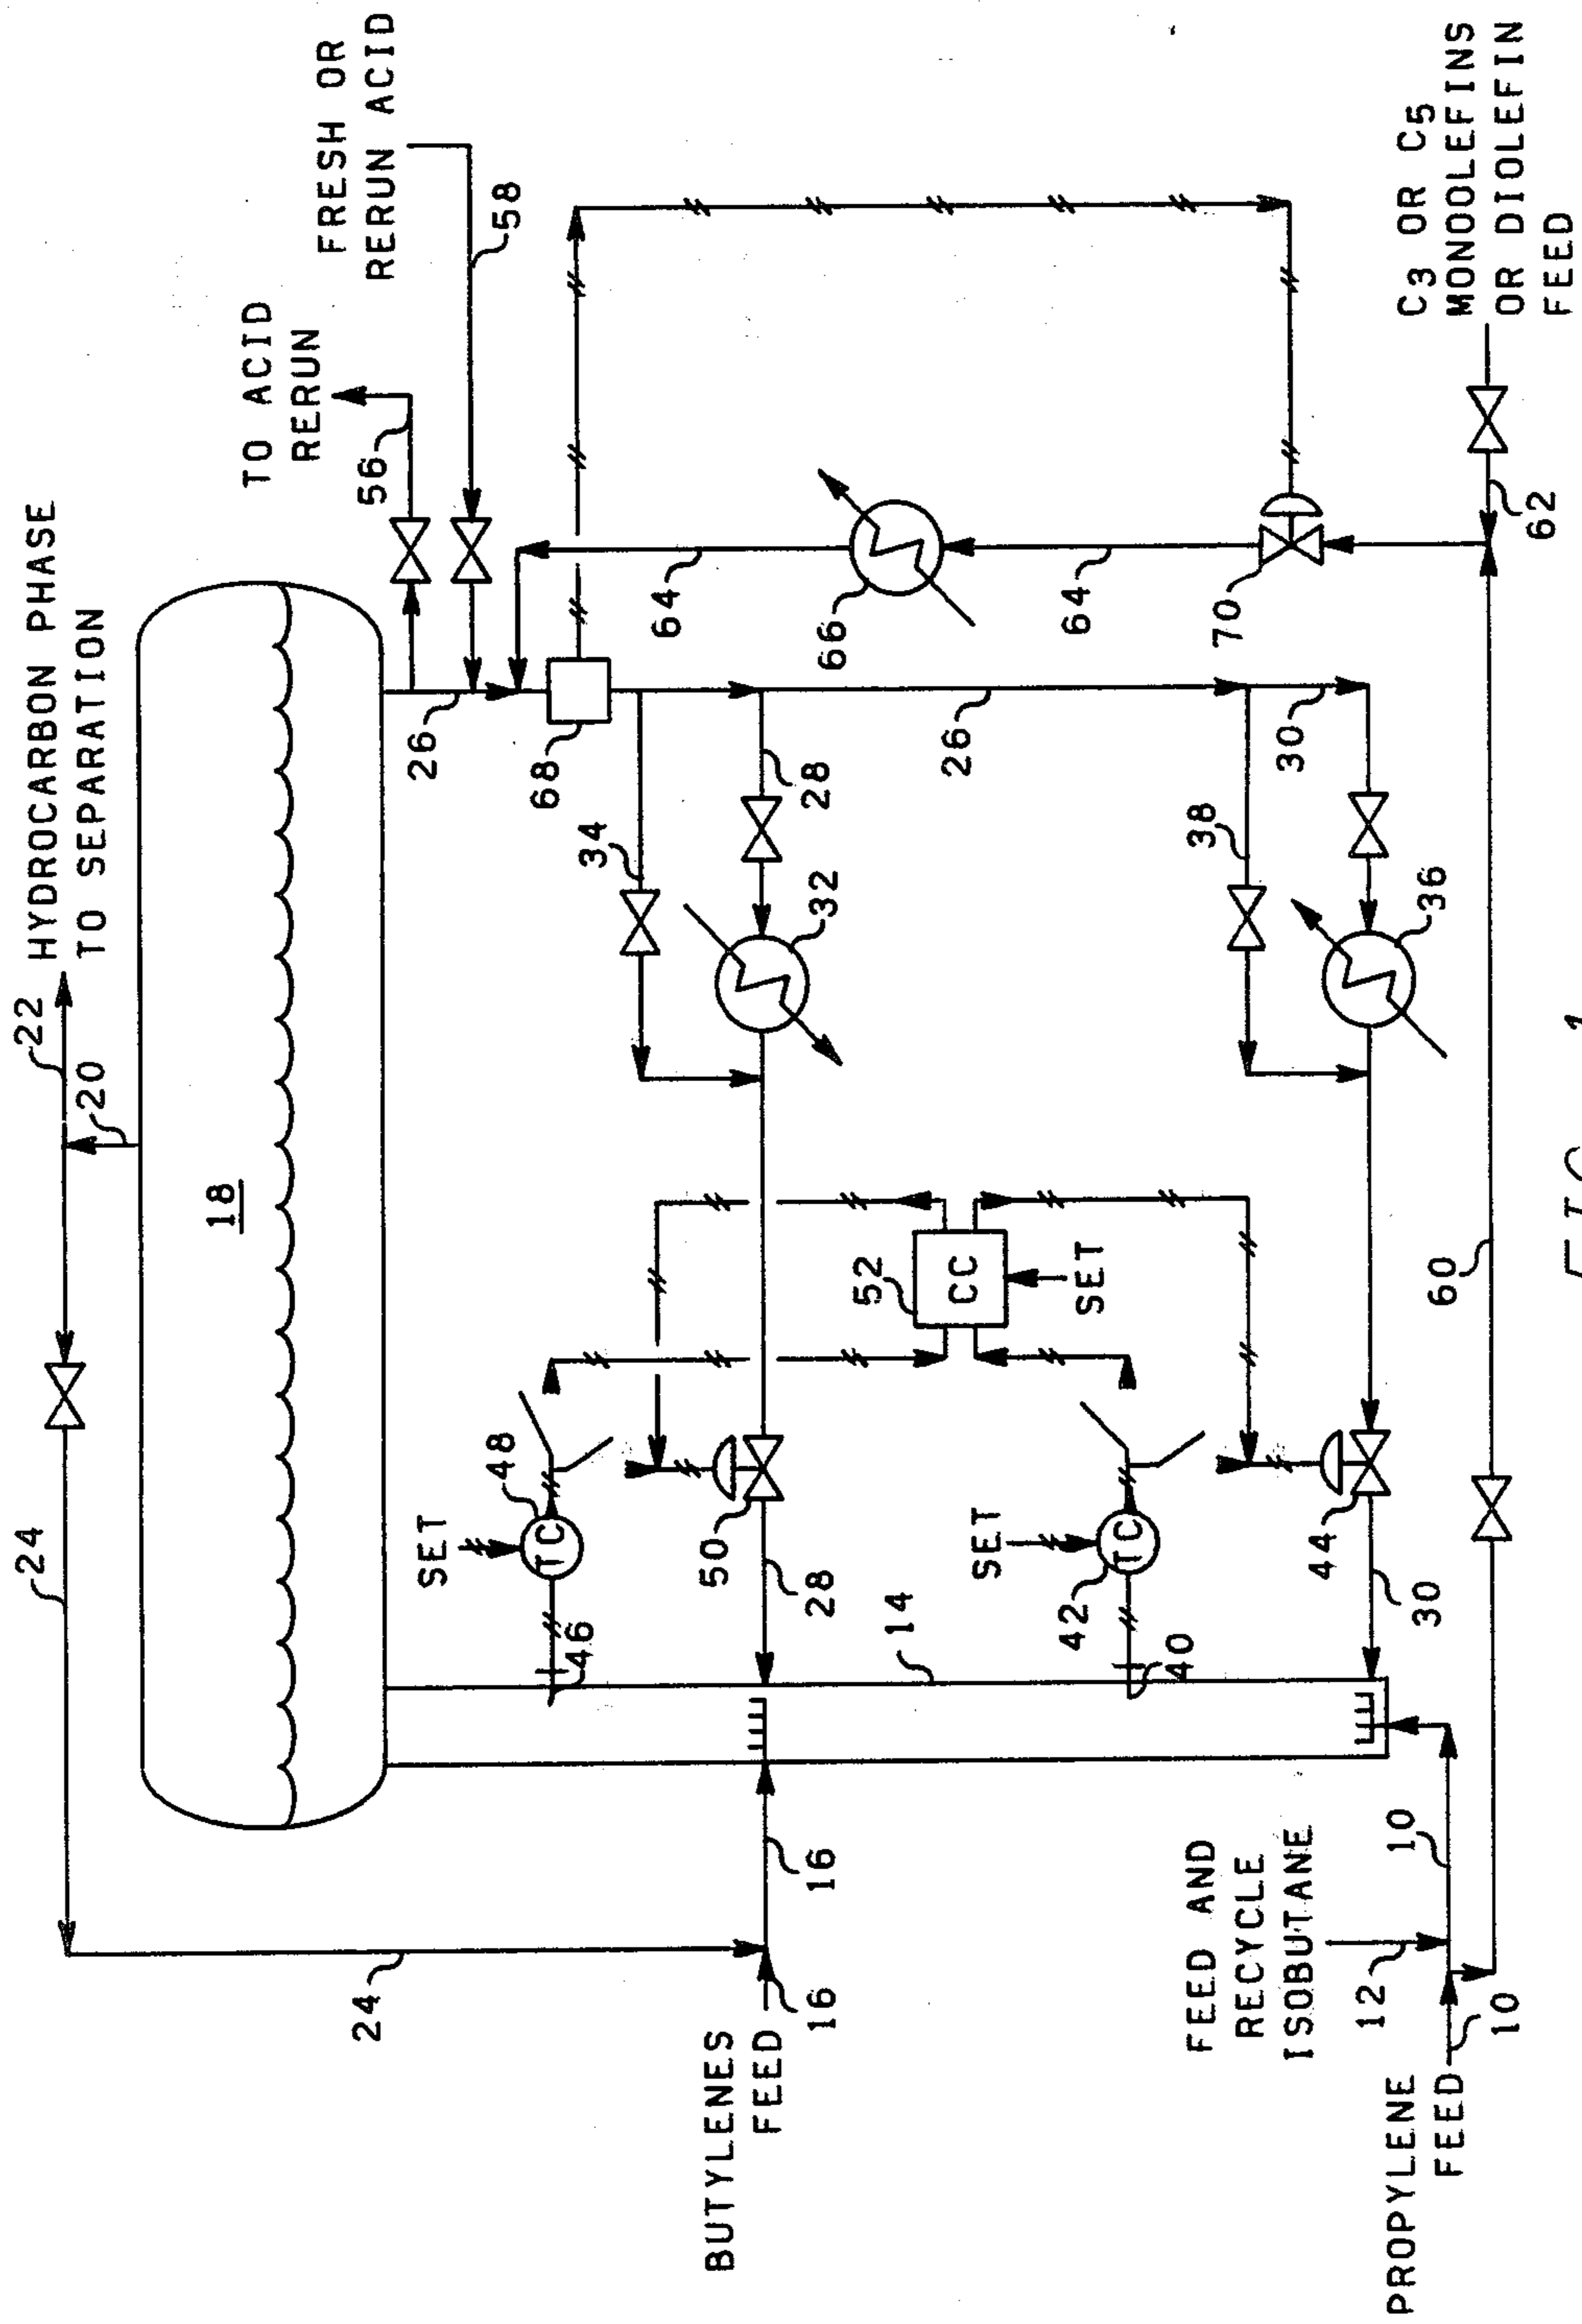 22
HYDROCARBON PHASE
TO SEPARATION
24
20
18
TO ACID
RERUN
FRESH OR
RERUN ACID
56
58
26
68
SET
48
TC
46
34
28
32
64
66
64
24
BUTYLENES
FEED
16
16
50
28
14
52
CC
SET
26
SET
42
TC
40
38
30
36
70
62
C3 OR C5
MONOOLEFINS
OR DIOLEFIN
FEED
FEED AND
RECYCLE
ISOBUTANE
12
10
10
PROPYLENE
FEED
44
30
60